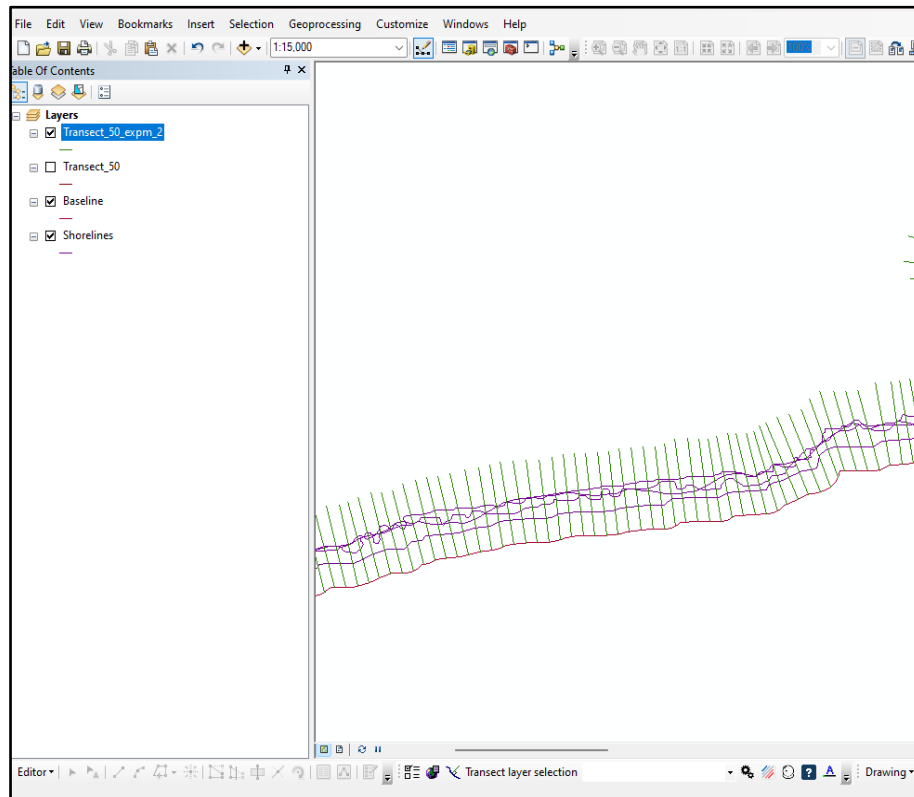 File Edit View Bookmarks Insert Selection Geoprocessing Customize Windows Help
1:15,000
Table Of Contents
Layers
Transect_50_expm_2
Transect_50
Baseline
Shorelines
Editor Transect layer selection A Drawing